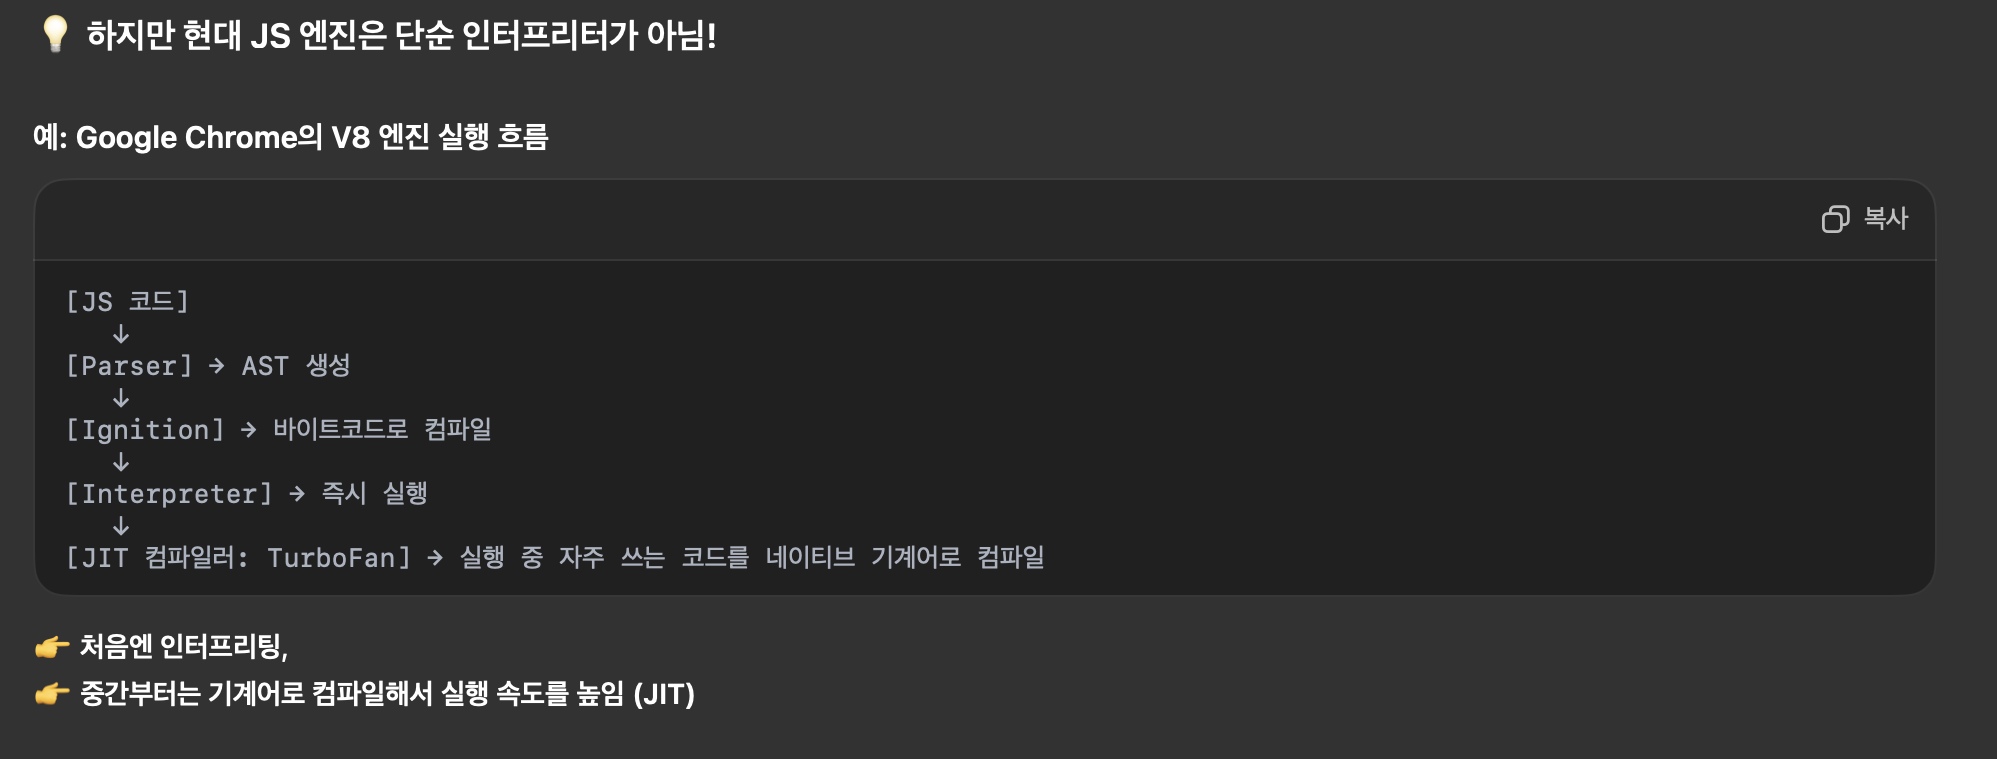 💡 하지만 현대 JS 엔진은 단순 인터프리터가 아님!
예: Google Chrome의 V8 엔진 실행 흐름
복사
[JS 코드]
↓
[Parser] → AST 생성
↓
[Ignition] → 바이트코드로 컴파일
↓
[Interpreter] → 즉시 실행
↓
[JIT 컴파일러: TurboFan] → 실행 중 자주 쓰는 코드를 네이티브 기계어로 컴파일
👉 처음엔 인터프리팅,
👉 중간부터는 기계어로 컴파일해서 실행 속도를 높임 (JIT)